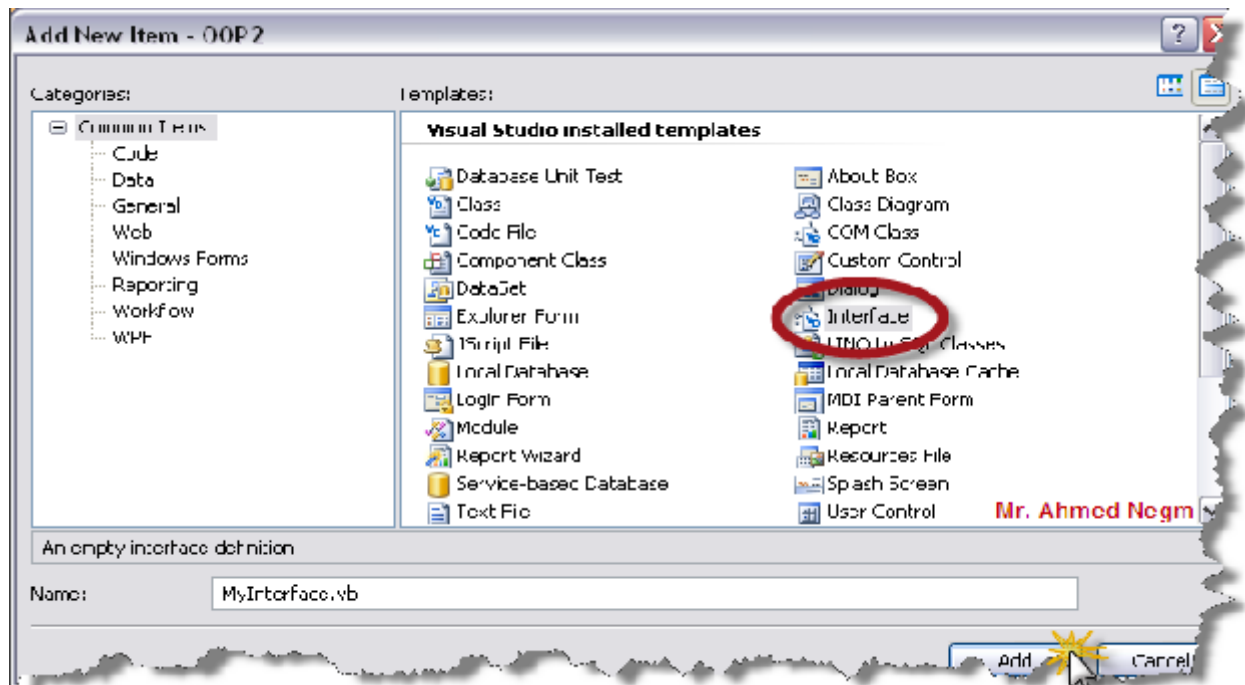 Add New Item - OOP2
Categories:
Templates:
Common Items
Code
Data
General
Web
Windows Forms
Reporting
Workflow
WPF
Visual Studio installed templates
Database Unit Test
Class
Code File
Component Class
DataSet
Explorer Form
JScript File
Local Database
Login Form
Module
Report Wizard
Service-based Database
Text File
About Box
Class Diagram
COM Class
Custom Control
Dialog
Interface
LINQ to SQL Classes
Local Database Cache
MDI Parent Form
Report
Resources File
Splash Screen
User Control
Mr. Ahmed Negm
An empty interface definition
Name:
MyInterface.vb
Add
Cancel